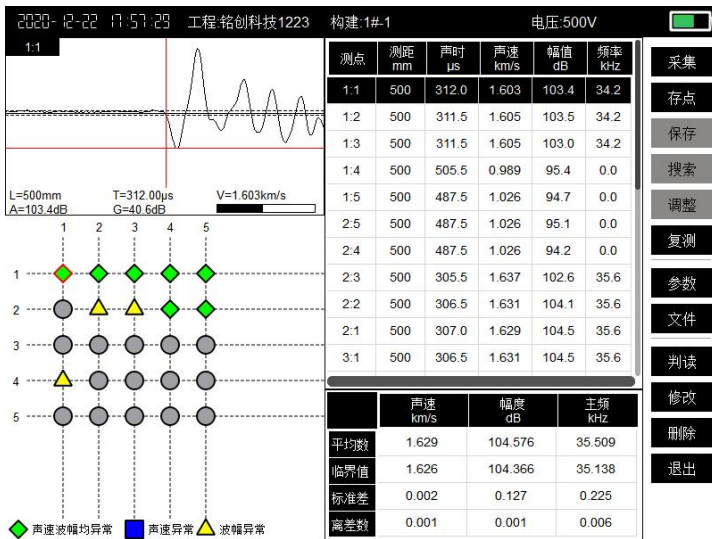 2020-12-22 17:57:29 工程:铭创科技1223 构建:1#-1 电压:500V
1:1
L=500mm T=312.00μs V=1.603km/s
A=103.4dB G=40.6dB
1 2 3 4 5
1
2
3
4
5
声速波幅均异常 声速异常 波幅异常
测点 测距 mm 声时 μs 声速 km/s 幅值 dB 频率 kHz
1:1 500 312.0 1.603 103.4 34.2
1:2 500 311.5 1.605 103.5 34.2
1:3 500 311.5 1.605 103.0 34.2
1:4 500 505.5 0.989 95.4 0.0
1:5 500 487.5 1.026 94.7 0.0
2:5 500 487.5 1.026 95.1 0.0
2:4 500 487.5 1.026 94.2 0.0
2:3 500 305.5 1.637 102.6 35.6
2:2 500 306.5 1.631 104.1 35.6
2:1 500 307.0 1.629 104.5 35.6
3:1 500 306.5 1.631 104.5 35.6
声速 km/s 幅度 dB 主频 kHz
平均数 1.629 104.576 35.509
临界值 1.626 104.366 35.138
标准差 0.002 0.127 0.225
离差数 0.001 0.001 0.006
采集
存点
保存
搜索
调整
复测
参数
文件
判读
修改
删除
退出